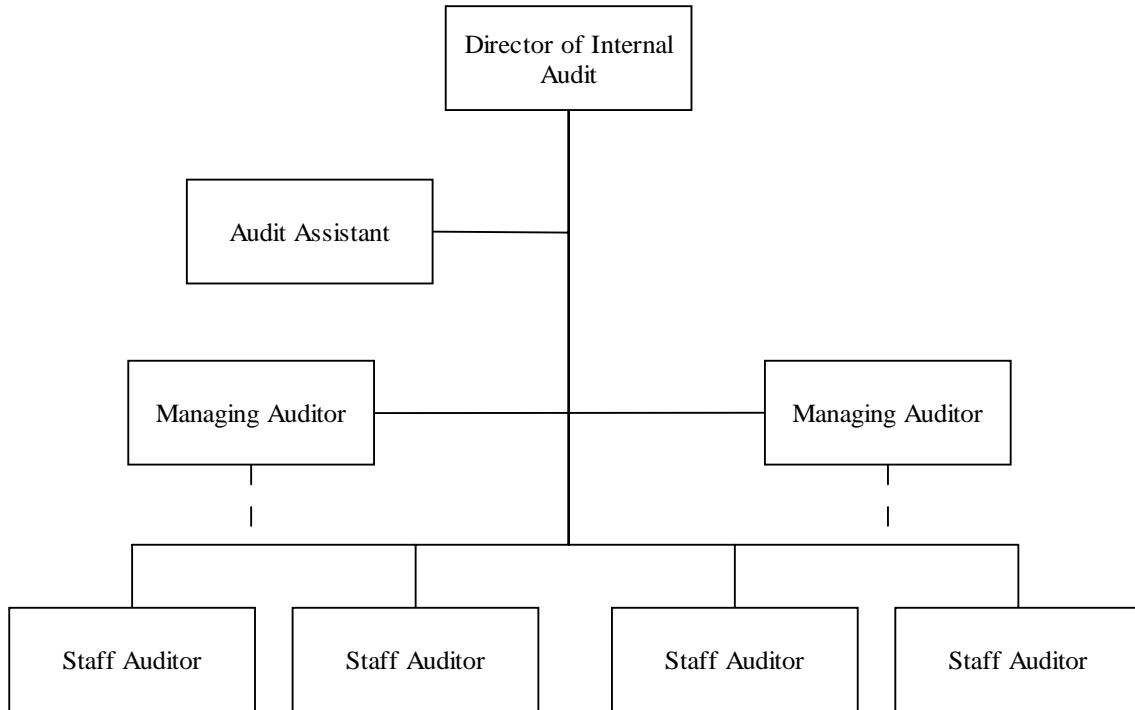 Director of Internal
Audit
Audit Assistant
Managing Auditor
Managing Auditor
Staff Auditor
Staff Auditor
Staff Auditor
Staff Auditor